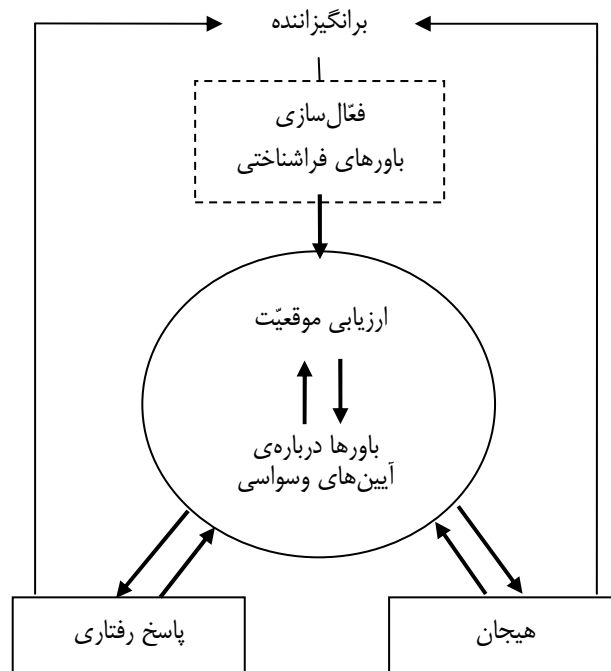 برانگیزاننده
فعّال‌سازی
باورهای فراشناختی
ارزیابی موقعیّت
باورها درباره‌ی
آیین‌های وسواسی
پاسخ رفتاری
هیجان